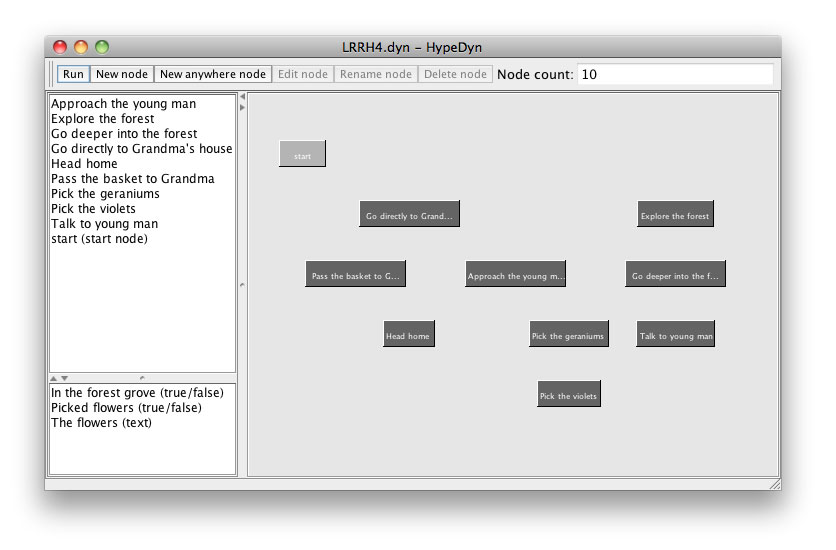 LRRH4.dyn – HypeDyn
Run New node New anywhere node Edit node Rename node Delete node Node count: 10
Approach the young man
Explore the forest
Go deeper into the forest
Go directly to Grandma's house
Head home
Pass the basket to Grandma
Pick the geraniums
Pick the violets
Talk to young man
start (start node)
In the forest grove (true/false)
Picked flowers (true/false)
The flowers (text)
start
Go directly to Grand...
Explore the forest
Pass the basket to G...
Approach the young m...
Go deeper into the f...
Head home
Pick the geraniums
Talk to young man
Pick the violets